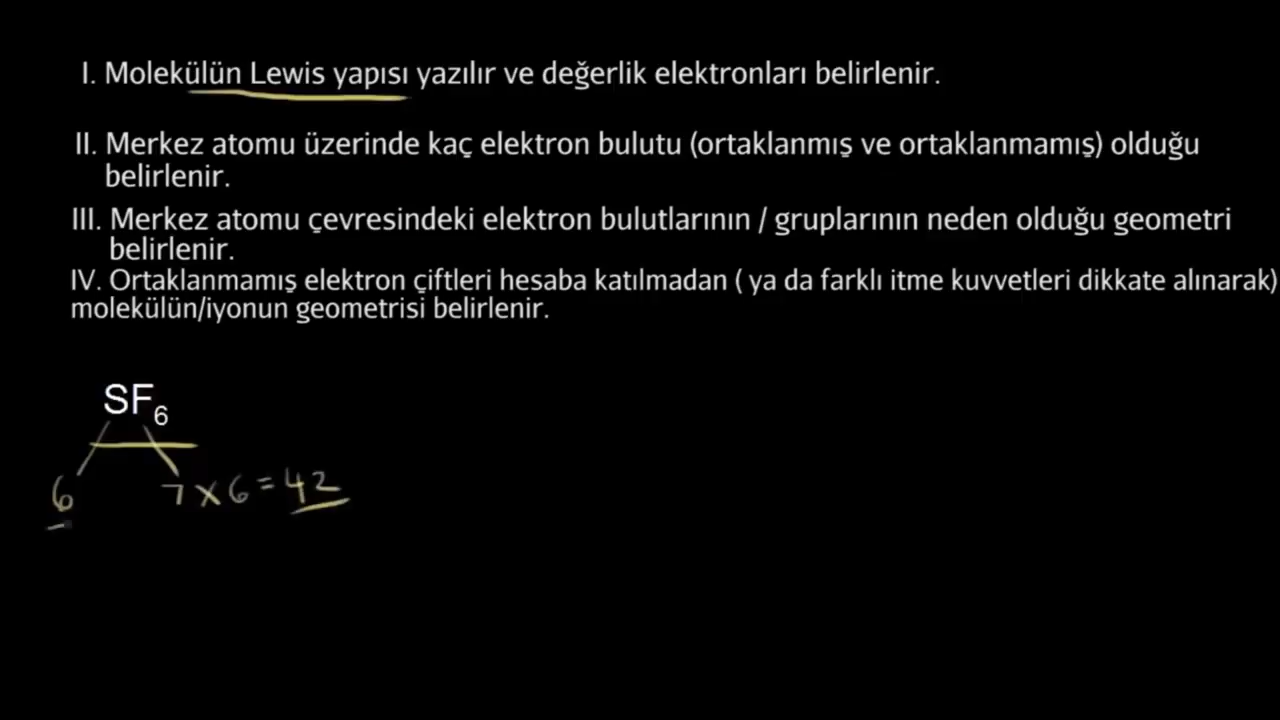 I. Molekülün Lewis yapısı yazılır ve değerlik elektronları belirlenir.
II. Merkez atomu üzerinde kaç elektron bulutu (ortaklanmış ve ortaklanmamış) olduğu
belirlenir.
III. Merkez atomu çevresindeki elektron bulutlarının / gruplarının neden olduğu geometri
belirlenir.
IV. Ortaklanmamış elektron çiftleri hesaba katılmadan ( ya da farklı itme kuvvetleri dikkate alınarak)
molekülün/iyonun geometrisi belirlenir.
SF₆
6 7 x 6 = 42